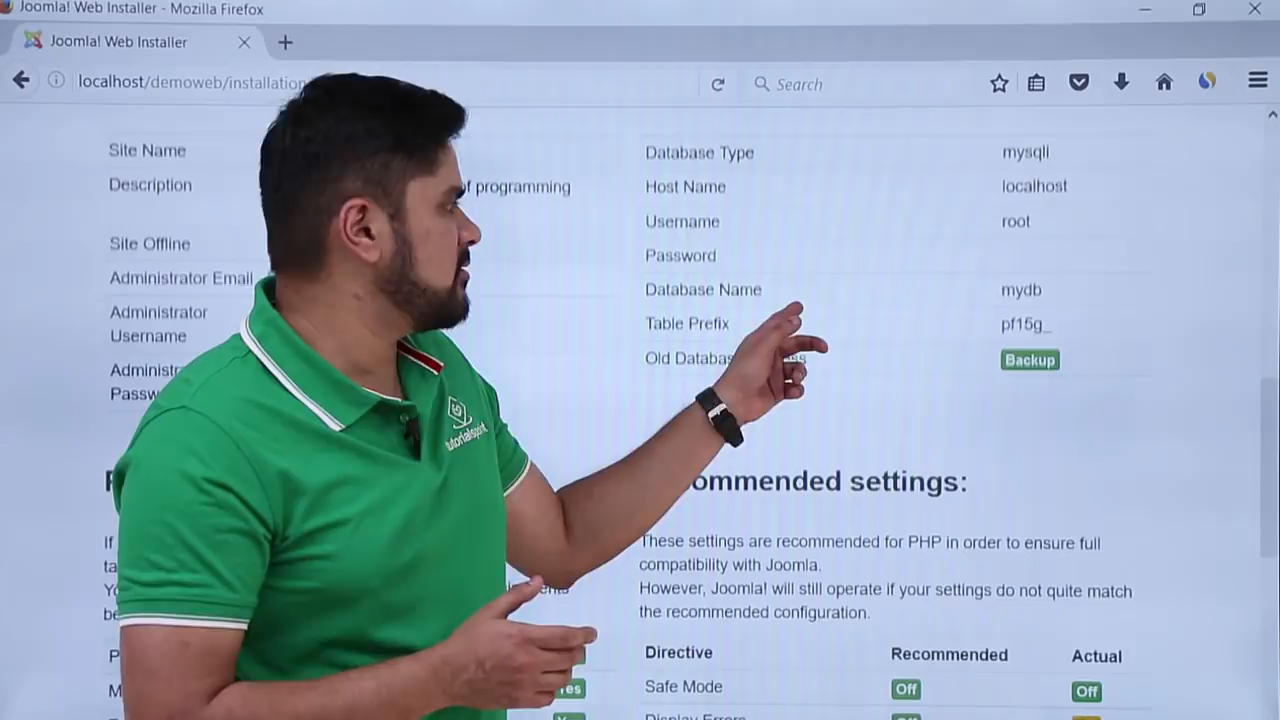 Joomla! Web Installer - Mozilla Firefox
Joomla! Web Installer
localhost/demoweb/installation
Search
Site Name
Description
of programming
Site Offline
Administrator Email
Administrator
Username
Database Type mysqli
Host Name localhost
Username root
Password
Database Name mydb
Table Prefix pf15g_
Backup
tutorialspoint
These settings are recommended for PHP in order to ensure full
compatibility with Joomla.
However, Joomla! will still operate if your settings do not quite match
the recommended configuration.
Directive Recommended Actual
Safe Mode Off Off
Display Errors
settings:
If